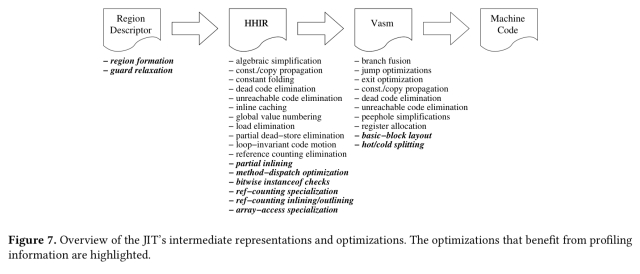 Region
Descriptor
HHIR
Vasm
Machine
Code
– region formation
– guard relaxation
– algebraic simplification
– const./copy propagation
– constant folding
– dead code elimination
– unreachable code elimination
– inline caching
– global value numbering
– load elimination
– partial dead–store elimination
– loop–invariant code motion
– reference counting elimination
– partial inlining
– method–dispatch optimization
– bitwise instanceof checks
– ref–counting specialization
– ref–counting inlining/outlining
– array–access specialization
– branch fusion
– jump optimizations
– exit optimization
– const./copy propagation
– dead code elimination
– unreachable code elimination
– peephole simplifications
– register allocation
– basic–block layout
– hot/cold splitting
Figure 7. Overview of the JIT's intermediate representations and optimizations. The optimizations that benefit from profiling
information are highlighted.